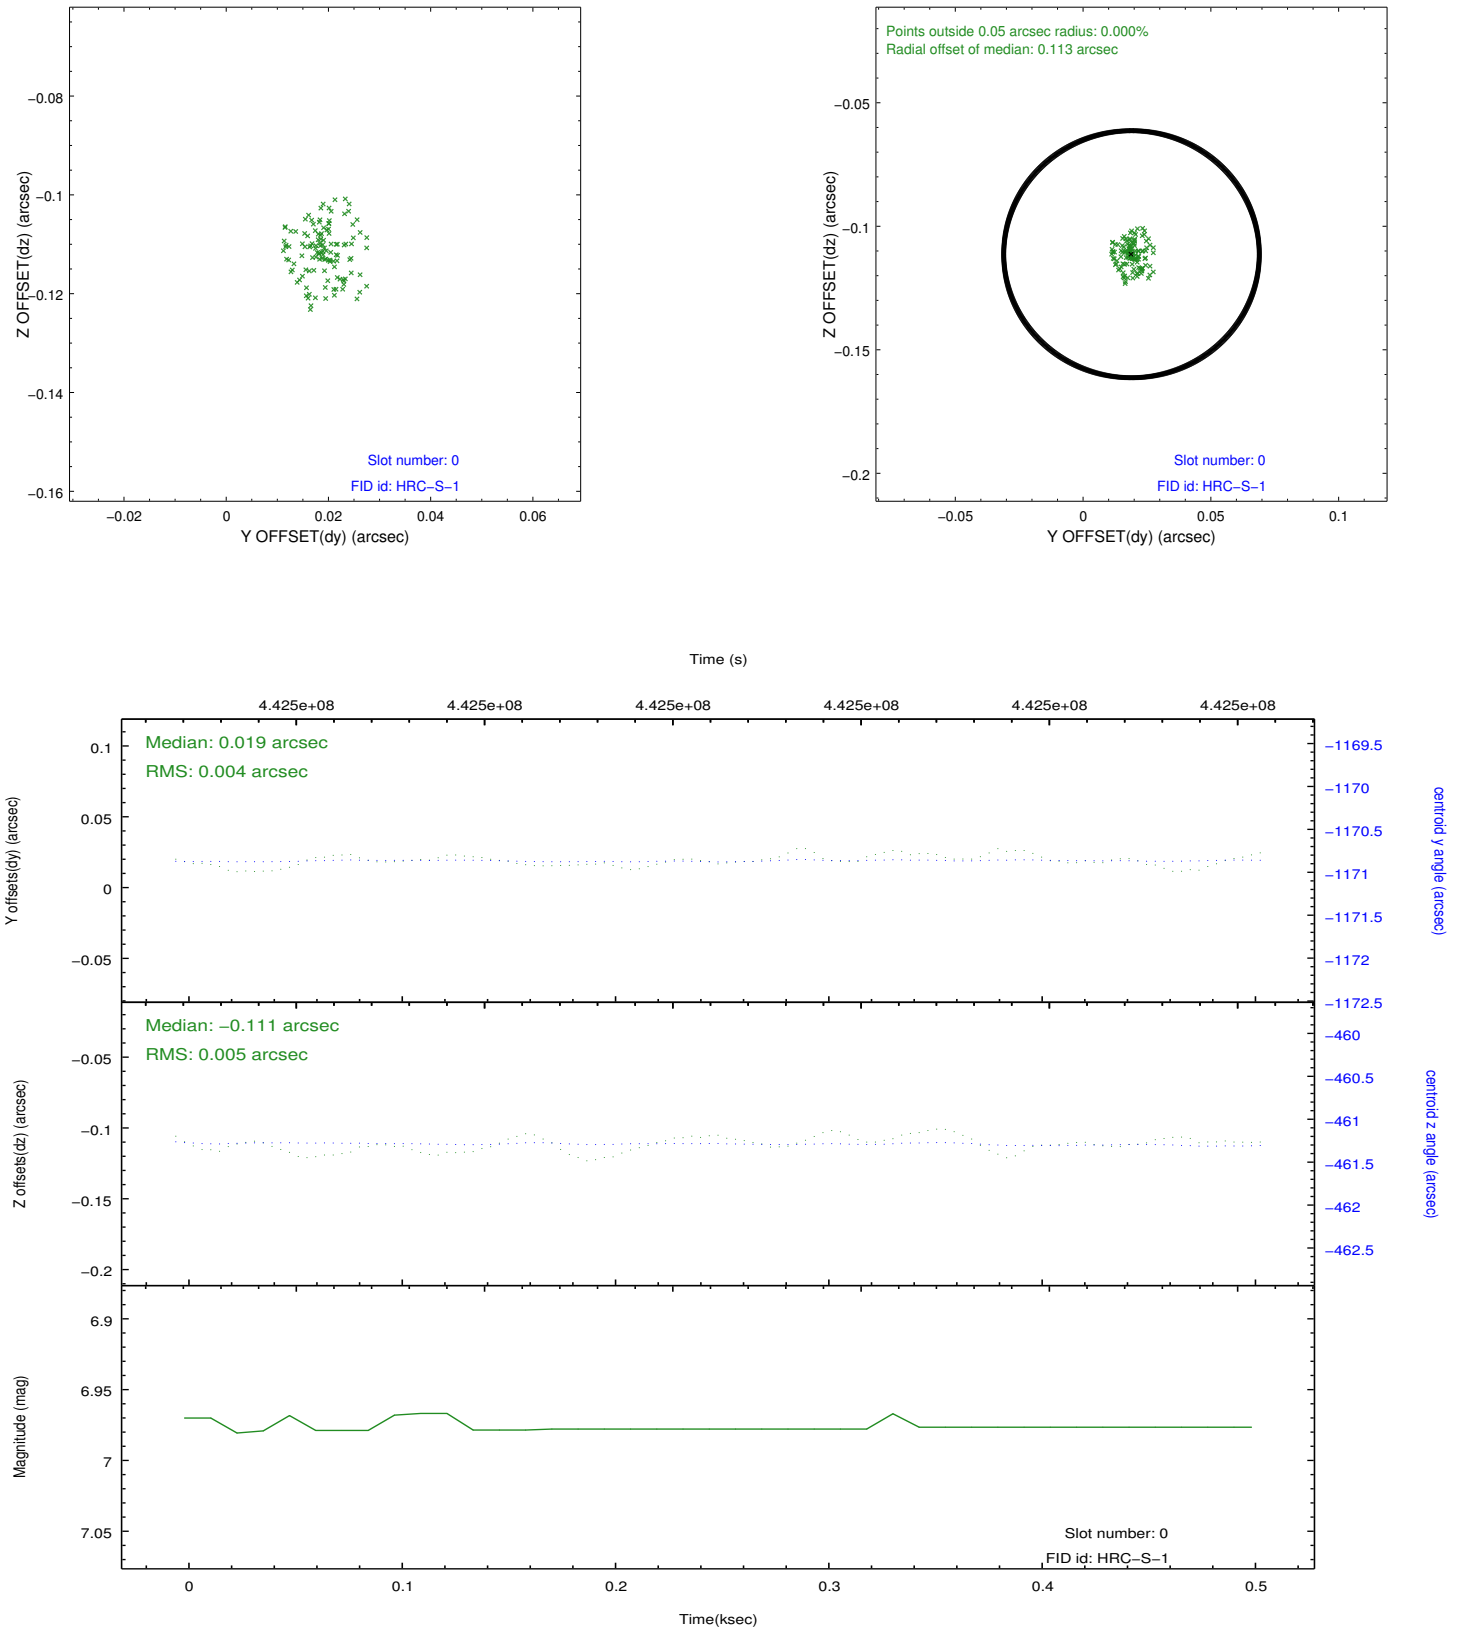 −0.08
−0.1
−0.12
−0.14
−0.16
Z OFFSET(dz) (arcsec)
Slot number: 0
FID id: HRC−S−1
−0.02 0 0.02 0.04 0.06
Y OFFSET(dy) (arcsec)
Points outside 0.05 arcsec radius: 0.000%
Radial offset of median: 0.113 arcsec
−0.05
−0.1
−0.15
−0.2
Z OFFSET(dz) (arcsec)
Slot number: 0
FID id: HRC−S−1
−0.05 0 0.05 0.1
Y OFFSET(dy) (arcsec)
Time (s)
4.425e+08 4.425e+08 4.425e+08 4.425e+08 4.425e+08 4.425e+08
Median: 0.019 arcsec
RMS: 0.004 arcsec
0.1
0.05
0
−0.05
Y offsets(dy) (arcsec)
−1169.5
−1170
−1170.5
−1171
−1171.5
−1172
−1172.5
centroid y angle (arcsec)
Median: −0.111 arcsec
RMS: 0.005 arcsec
−0.05
−0.1
−0.15
−0.2
Z offsets(dz) (arcsec)
−460
−460.5
−461
−461.5
−462
−462.5
centroid z angle (arcsec)
6.9
6.95
7
7.05
Magnitude (mag)
Slot number: 0
FID id: HRC−S−1
0 0.1 0.2 0.3 0.4 0.5
Time(ksec)